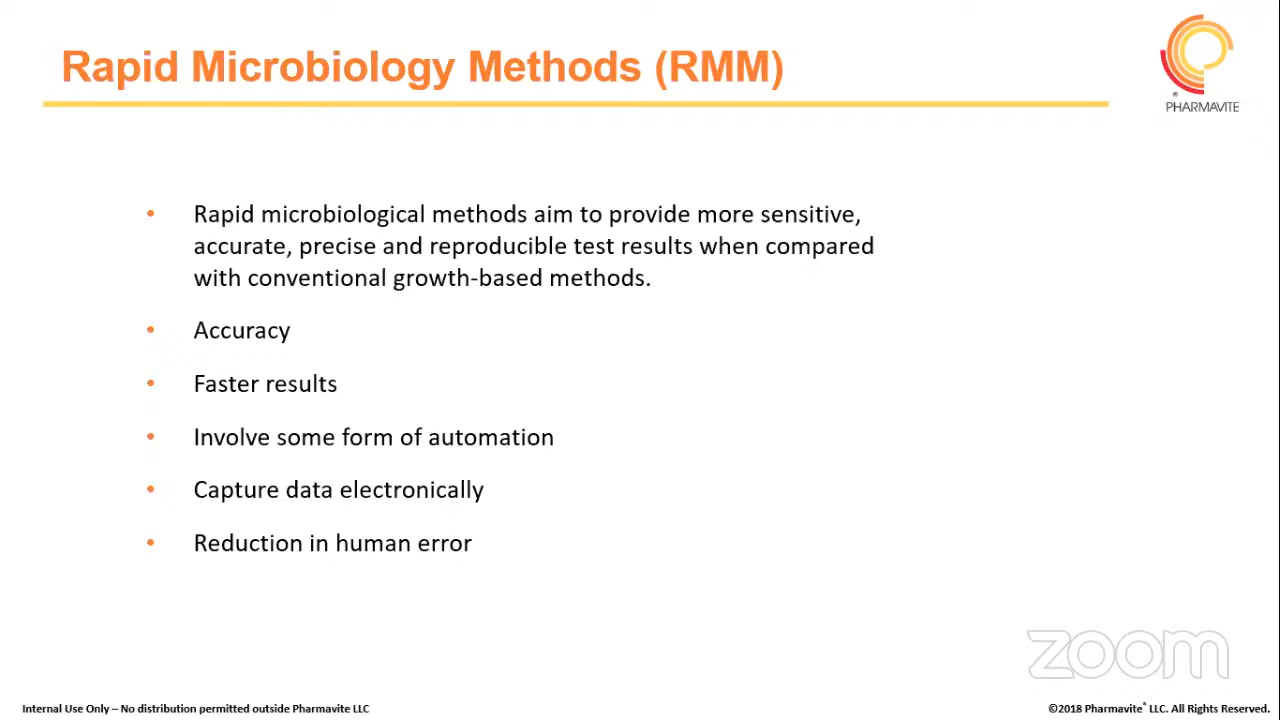 Rapid Microbiology Methods (RMM)
®
PHARMAVITE
• Rapid microbiological methods aim to provide more sensitive,
accurate, precise and reproducible test results when compared
with conventional growth-based methods.
• Accuracy
• Faster results
• Involve some form of automation
• Capture data electronically
• Reduction in human error
zoom
Internal Use Only – No distribution permitted outside Pharmavite LLC
©2018 Pharmavite® LLC. All Rights Reserved.